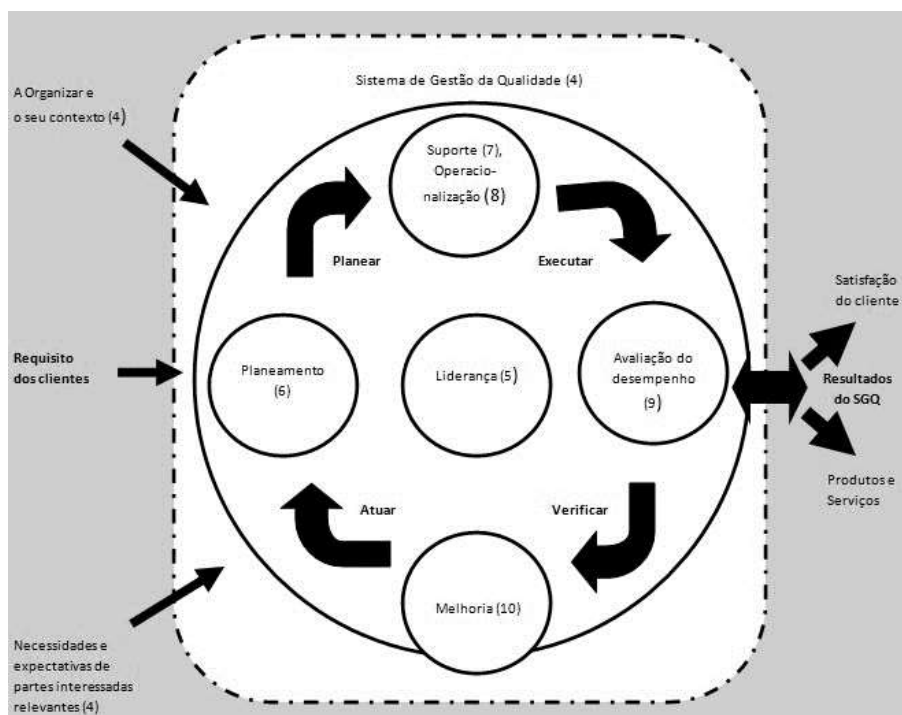 Sistema de Gestão da Qualidade (4)
A Organizar e
o seu contexto (4)
Suporte (7),
Operacio-
nalização (8)
Planear
Executar
Satisfação
do cliente
Requisito
dos clientes
Planeamento
(6)
Liderança (5)
Avaliação do
desempenho
(9)
Resultados
do SGQ
Produtos e
Serviços
Atuar
Verificar
Melhoria (10)
Necessidades e
expectativas de
partes interessadas
relevantes (4)